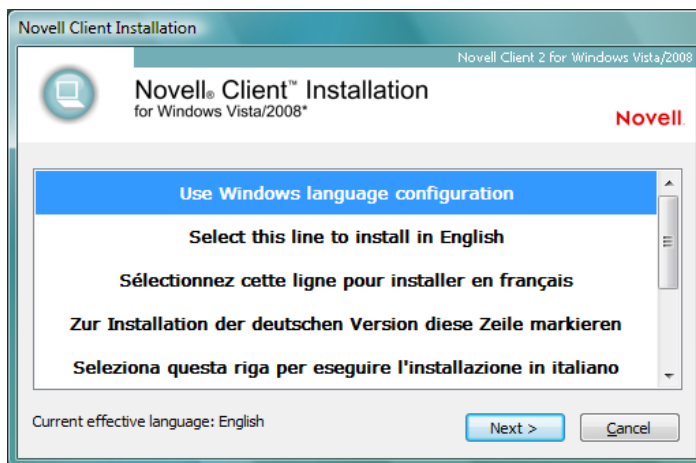 Novell Client Installation
Novell Client 2 for Windows Vista/2008
Novell® Client™ Installation
for Windows Vista/2008*
Novell
Use Windows language configuration
Select this line to install in English
Sélectionnez cette ligne pour installer en français
Zur Installation der deutschen Version diese Zeile markieren
Seleziona questa riga per eseguire l'installazione in italiano
Current effective language: English
Next >
Cancel